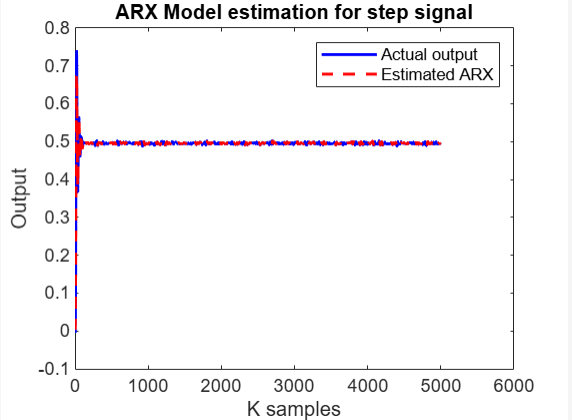 ARX Model estimation for step signal
0.8
0.7
0.6
0.5
0.4
0.3
0.2
0.1
0
-0.1
Output
Actual output
Estimated ARX
0 1000 2000 3000 4000 5000 6000
K samples